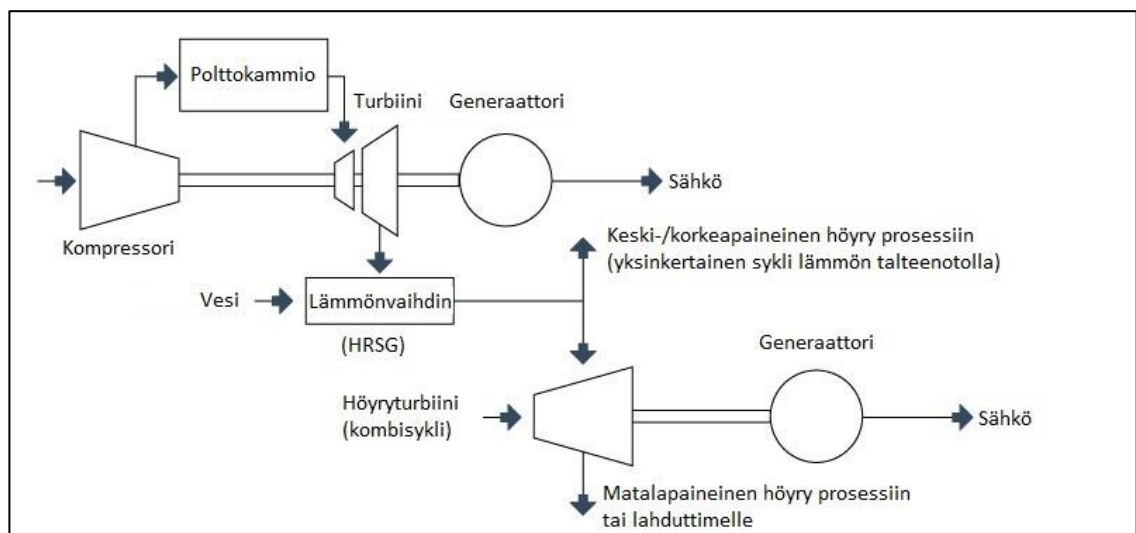 Polttokammio
Turbiini
Generaattori
Sähkö
Kompressori
Keski-/korkeapaineinen höyry prosessiin
(yksinkertainen sykli lämmön talteenotolla)
Vesi
Lämmönvaihdin
(HRSG)
Generaattori
Höyryturbiini
(kombisykli)
Sähkö
Matalapaineinen höyry prosessiin
tai lahduttimelle